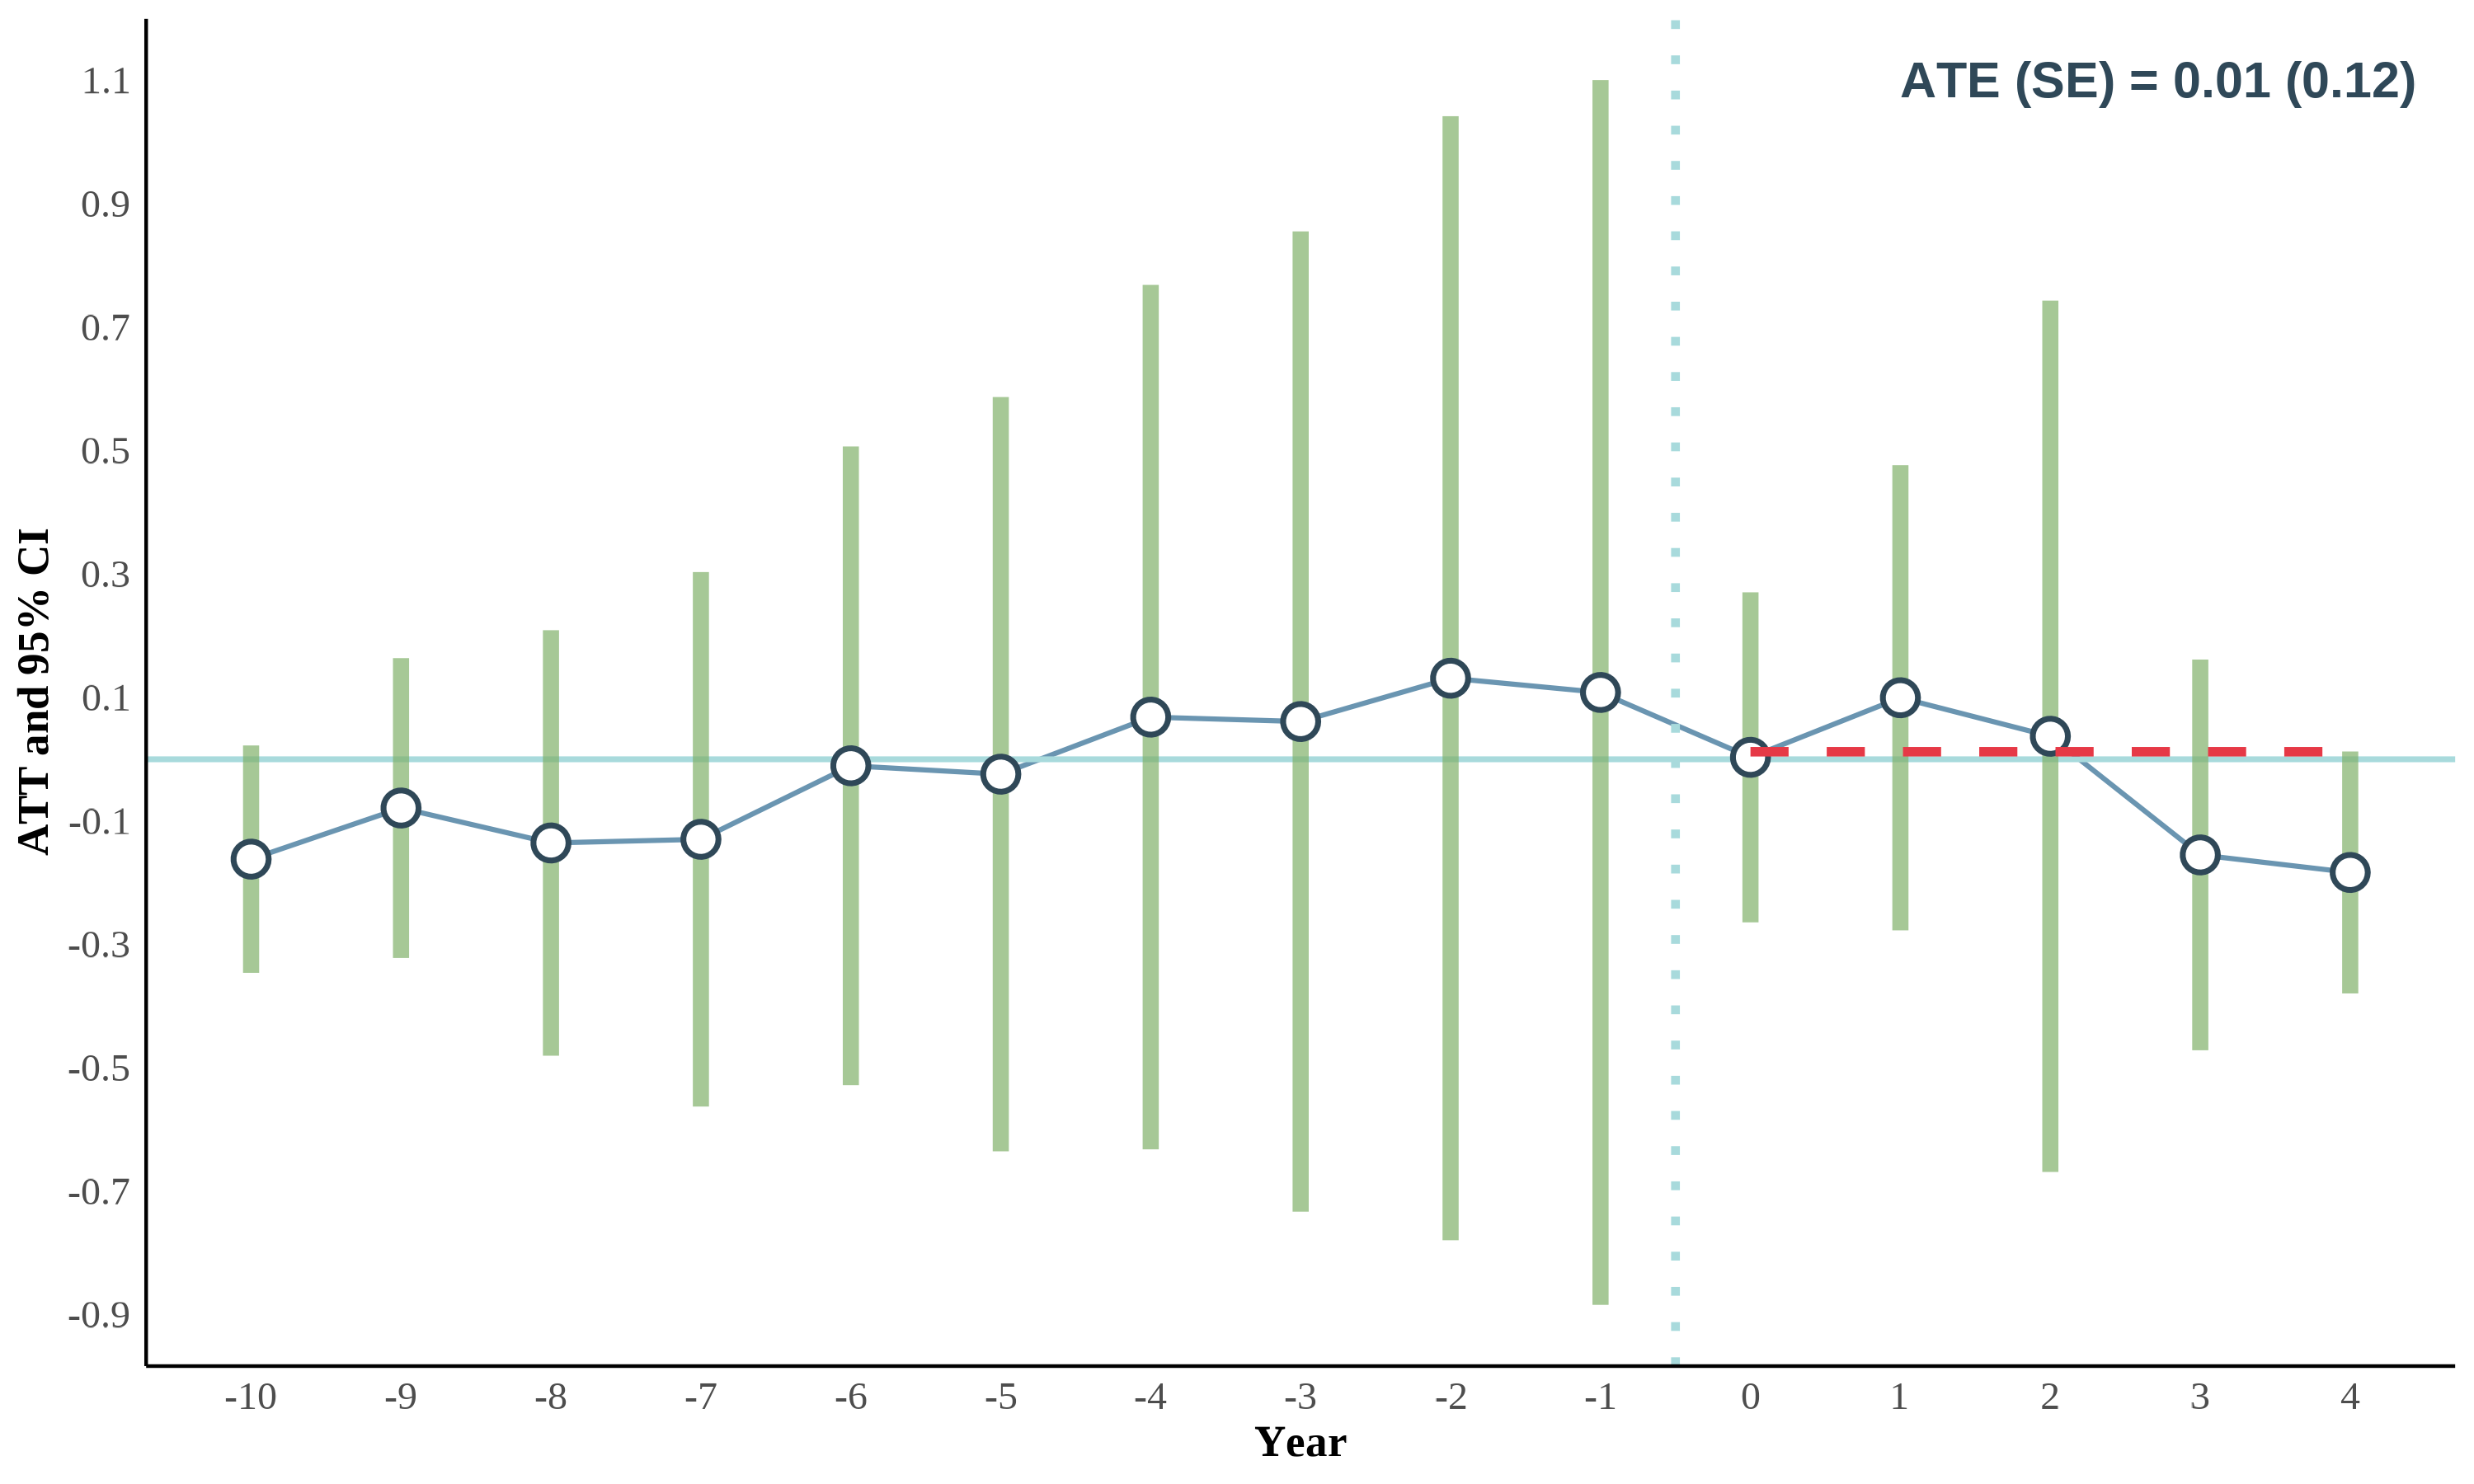 ATE (SE) = 0.01 (0.12)
1.1
0.9
0.7
0.5
0.3
0.1
-0.1
-0.3
-0.5
-0.7
-0.9
ATT and 95% CI
-10 -9 -8 -7 -6 -5 -4 -3 -2 -1 0 1 2 3 4
Year